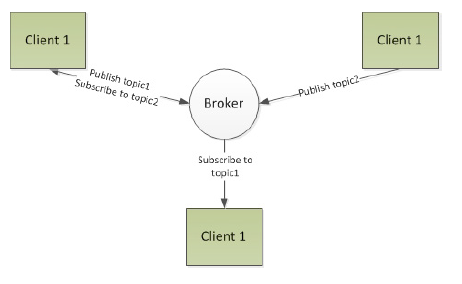 Client 1
Client 1
Publish topic1
Subscribe to topic2
Publish topic2
Broker
Subscribe to
topic1
Client 1